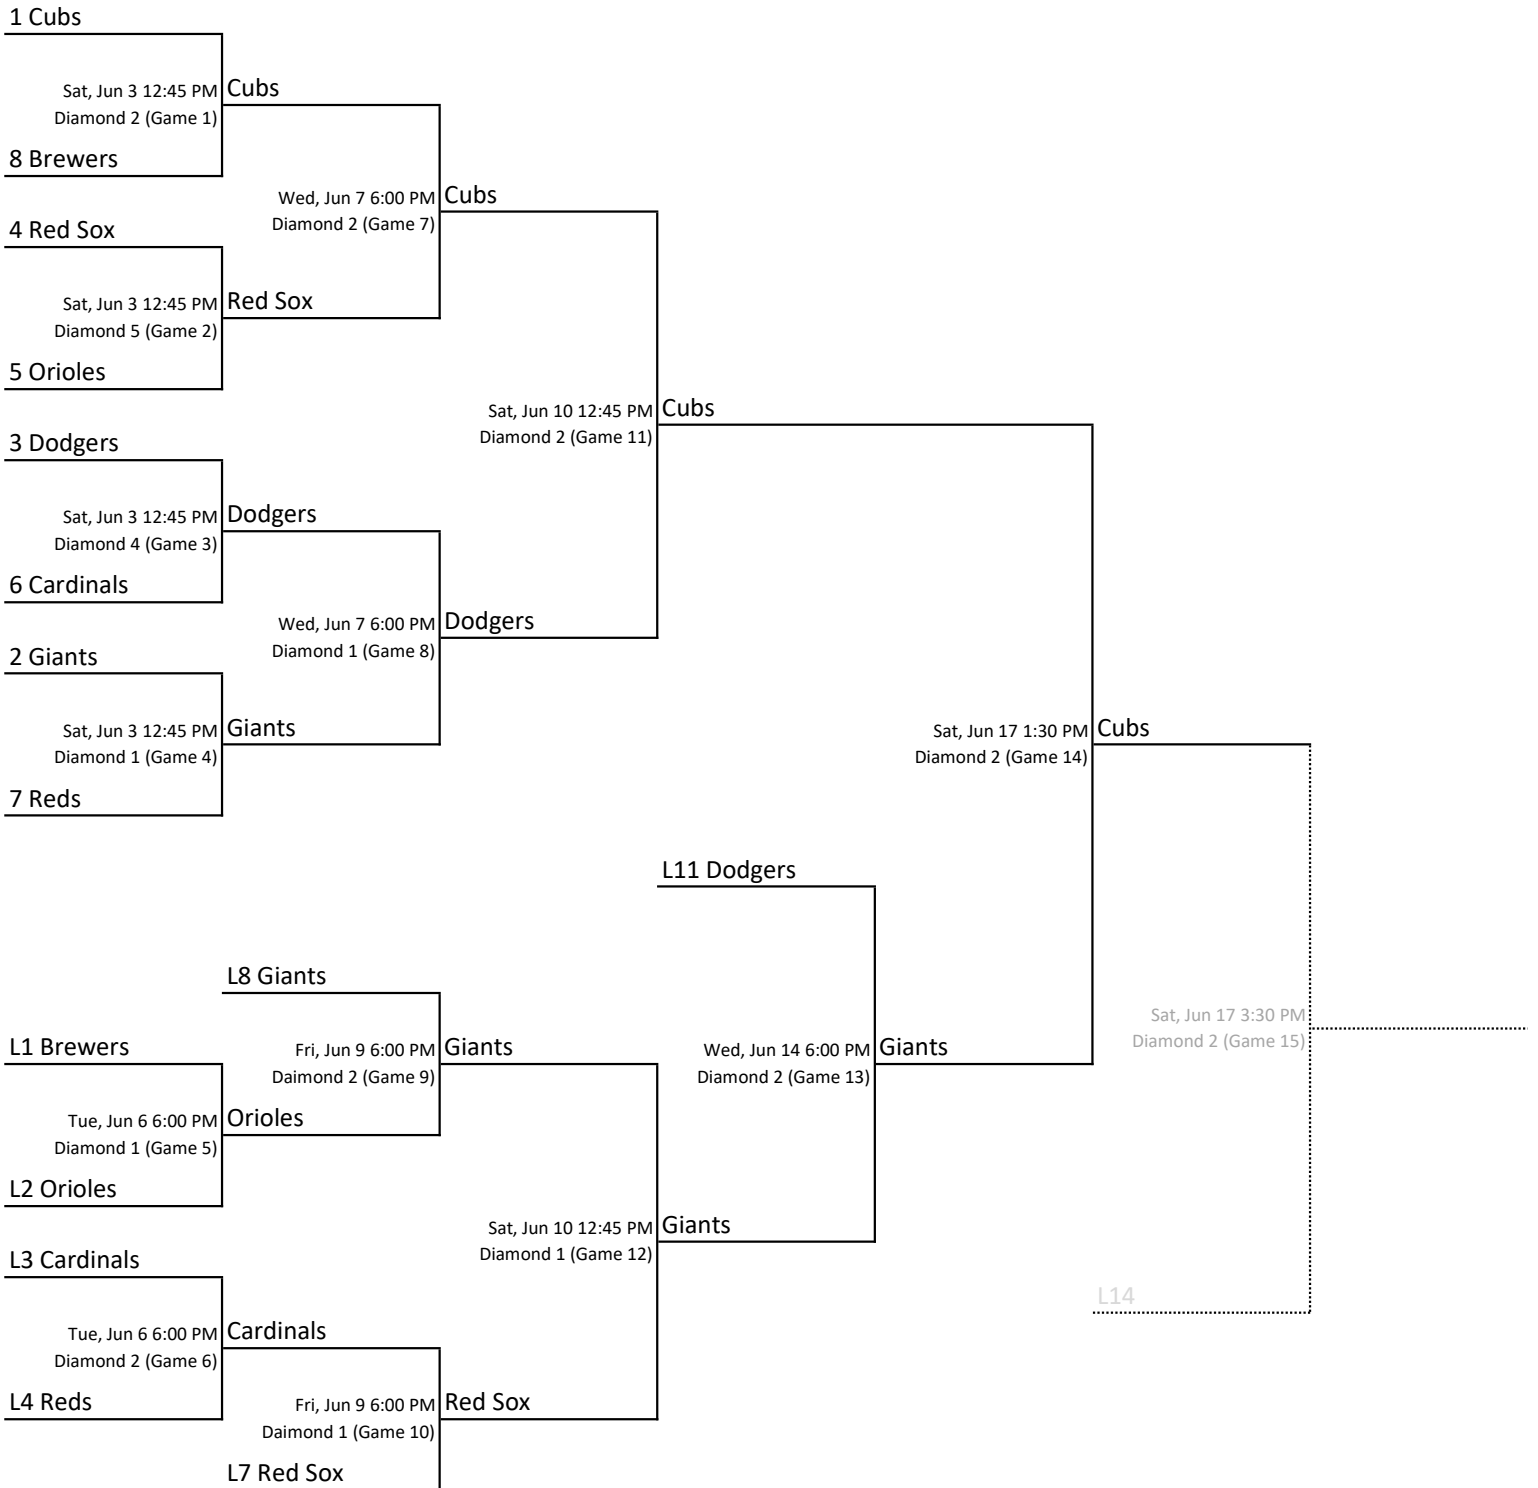 1 Cubs
Sat, Jun 3 12:45 PM
Diamond 2 (Game 1)
Cubs
8 Brewers
Wed, Jun 7 6:00 PM
Diamond 2 (Game 7)
Cubs
4 Red Sox
Sat, Jun 3 12:45 PM
Diamond 5 (Game 2)
Red Sox
5 Orioles
Sat, Jun 10 12:45 PM
Diamond 2 (Game 11)
Cubs
3 Dodgers
Sat, Jun 3 12:45 PM
Diamond 4 (Game 3)
Dodgers
6 Cardinals
Wed, Jun 7 6:00 PM
Diamond 1 (Game 8)
Dodgers
2 Giants
Sat, Jun 3 12:45 PM
Diamond 1 (Game 4)
Giants
7 Reds
Sat, Jun 17 1:30 PM
Diamond 2 (Game 14)
Cubs
L11 Dodgers
L8 Giants
L1 Brewers
Fri, Jun 9 6:00 PM
Daimond 2 (Game 9)
Giants
Wed, Jun 14 6:00 PM
Diamond 2 (Game 13)
Giants
Sat, Jun 17 3:30 PM
Diamond 2 (Game 15)
Tue, Jun 6 6:00 PM
Diamond 1 (Game 5)
Orioles
L2 Orioles
Sat, Jun 10 12:45 PM
Diamond 1 (Game 12)
Giants
L3 Cardinals
L14
Tue, Jun 6 6:00 PM
Diamond 2 (Game 6)
Cardinals
L4 Reds
Fri, Jun 9 6:00 PM
Daimond 1 (Game 10)
Red Sox
L7 Red Sox